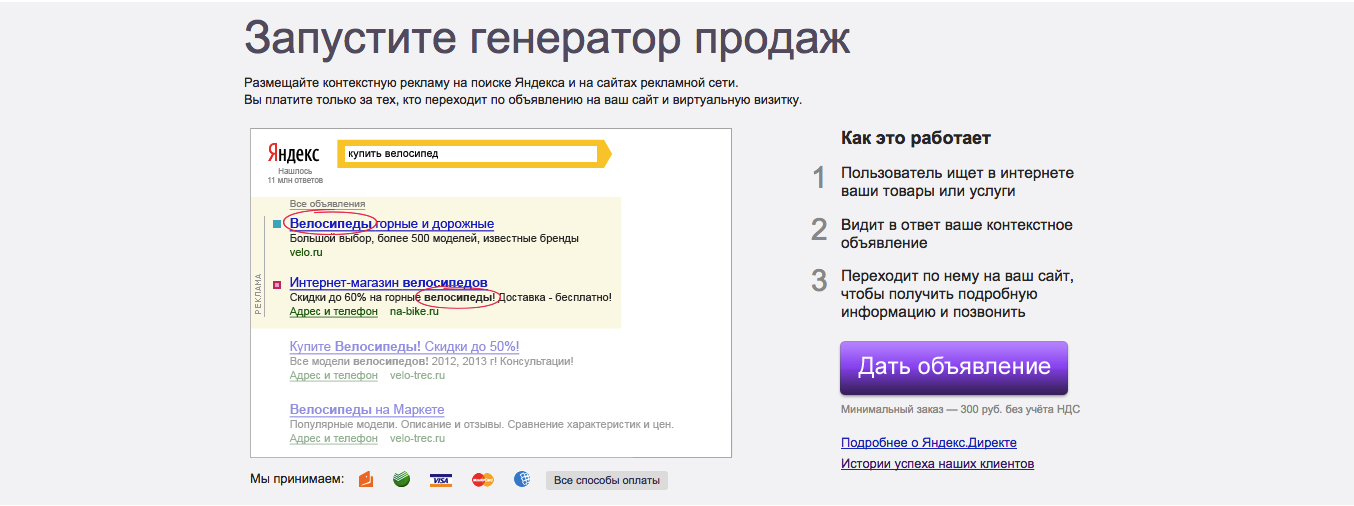 Запустите генератор продаж
Размещайте контекстную рекламу на поиске Яндекса и на сайтах рекламной сети.
Вы платите только за тех, кто переходит по объявлению на ваш сайт и виртуальную визитку.
Яндекс
Нашлось
11 млн ответов
купить велосипед
Все объявления
Велосипеды горные и дорожные
Большой выбор, более 500 моделей, известные бренды
velo.ru
РЕКЛАМА
Интернет-магазин велосипедов
Скидки до 60% на горные велосипеды! Доставка - бесплатно!
Адрес и телефон na-bike.ru
Купите Велосипеды! Скидки до 50%!
Все модели велосипедов! 2012, 2013 г! Консультации!
Адрес и телефон velo-trec.ru
Велосипеды на Маркете
Популярные модели. Описание и отзывы. Сравнение характеристик и цен.
Адрес и телефон velo-trec.ru
Мы принимаем:
VISA
MasterCard
Все способы оплаты
Как это работает
1 Пользователь ищет в интернете
ваши товары или услуги
2 Видит в ответ ваше контекстное
объявление
3 Переходит по нему на ваш сайт,
чтобы получить подробную
информацию и позвонить
Дать объявление
Минимальный заказ — 300 руб. без учёта НДС
Подробнее о Яндекс.Директе
Истории успеха наших клиентов